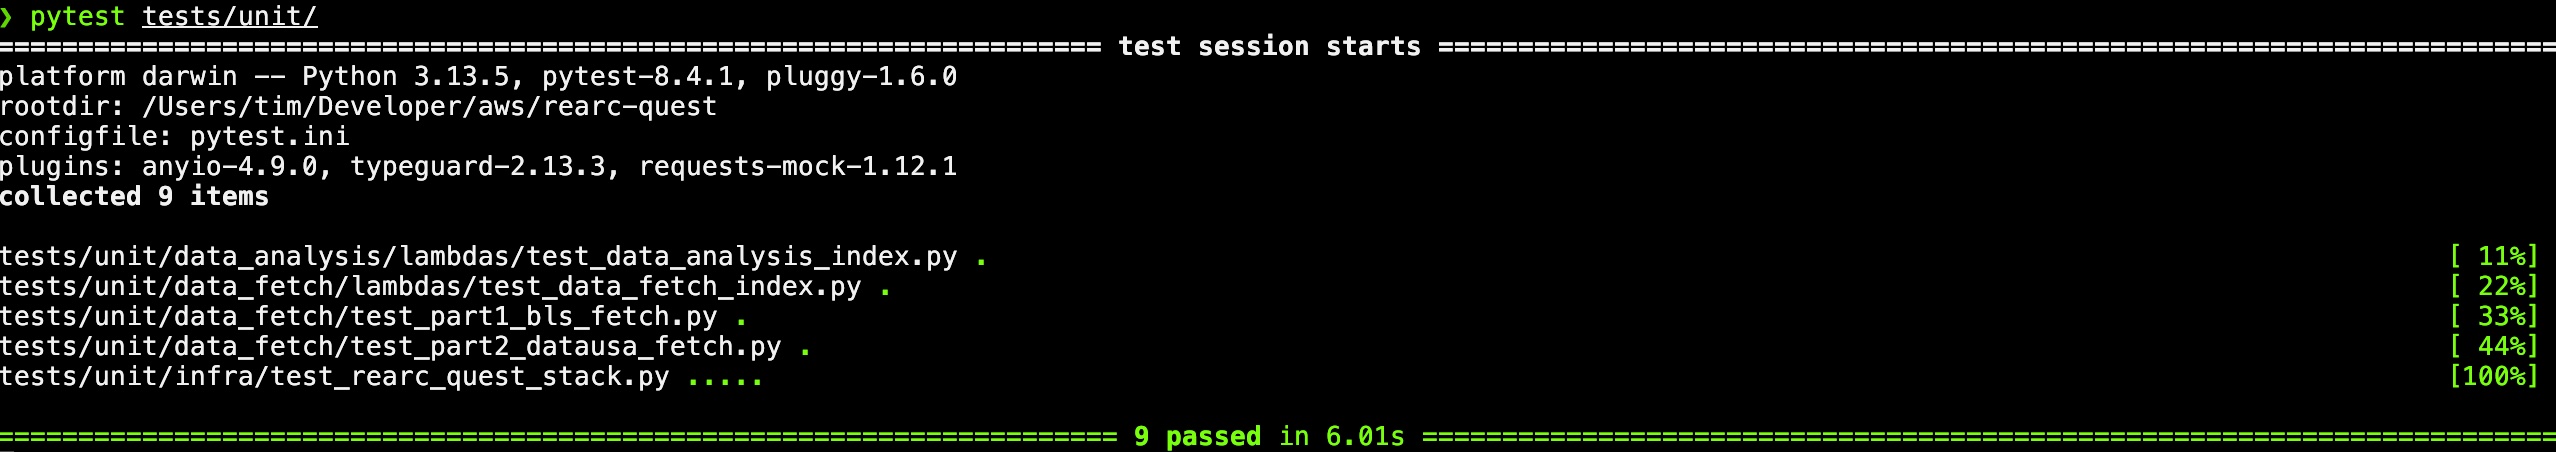 ❯ pytest tests/unit/
===================================================================== test session starts ======================================================================
platform darwin -- Python 3.13.5, pytest-8.4.1, pluggy-1.6.0
rootdir: /Users/tim/Developer/aws/rearc-quest
configfile: pytest.ini
plugins: anyio-4.9.0, typeguard-2.13.3, requests-mock-1.12.1
collected 9 items
tests/unit/data_analysis/lambdas/test_data_analysis_index.py . [ 11%]
tests/unit/data_fetch/lambdas/test_data_fetch_index.py . [ 22%]
tests/unit/data_fetch/test_part1_bls_fetch.py . [ 33%]
tests/unit/data_fetch/test_part2_datausa_fetch.py . [ 44%]
tests/unit/infra/test_rearc_quest_stack.py ..... [100%]
====================================================================== 9 passed in 6.01s =======================================================================